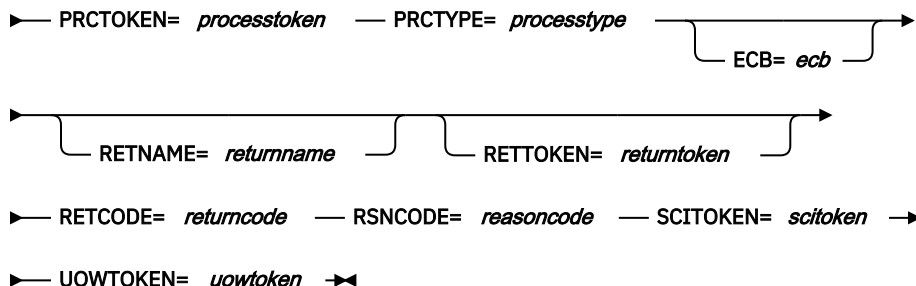 PRCTOKEN= processtoken PRCTYPE= processtype
ECB= ecb
RETNAME= returnname RETTOKEN= returntoken
RETCODE= returncode RSNCODE= reasoncode SCITOKEN= scitoken
UOWTOKEN= uowtoken